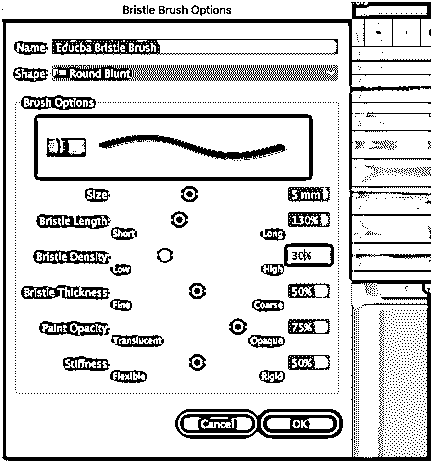 Bristle Brush Options
Name: Educba Bristle Brush
Shape: Round Blunt
Brush Options
Size: 5 mm
Bristle Length: 130%
Short Long
Bristle Density: 30%
Low High
Bristle Thickness: 50%
Fine Coarse
Paint Opacity: 75%
Translucent Opaque
Stiffness: 50%
Flexible Rigid
Cancel OK